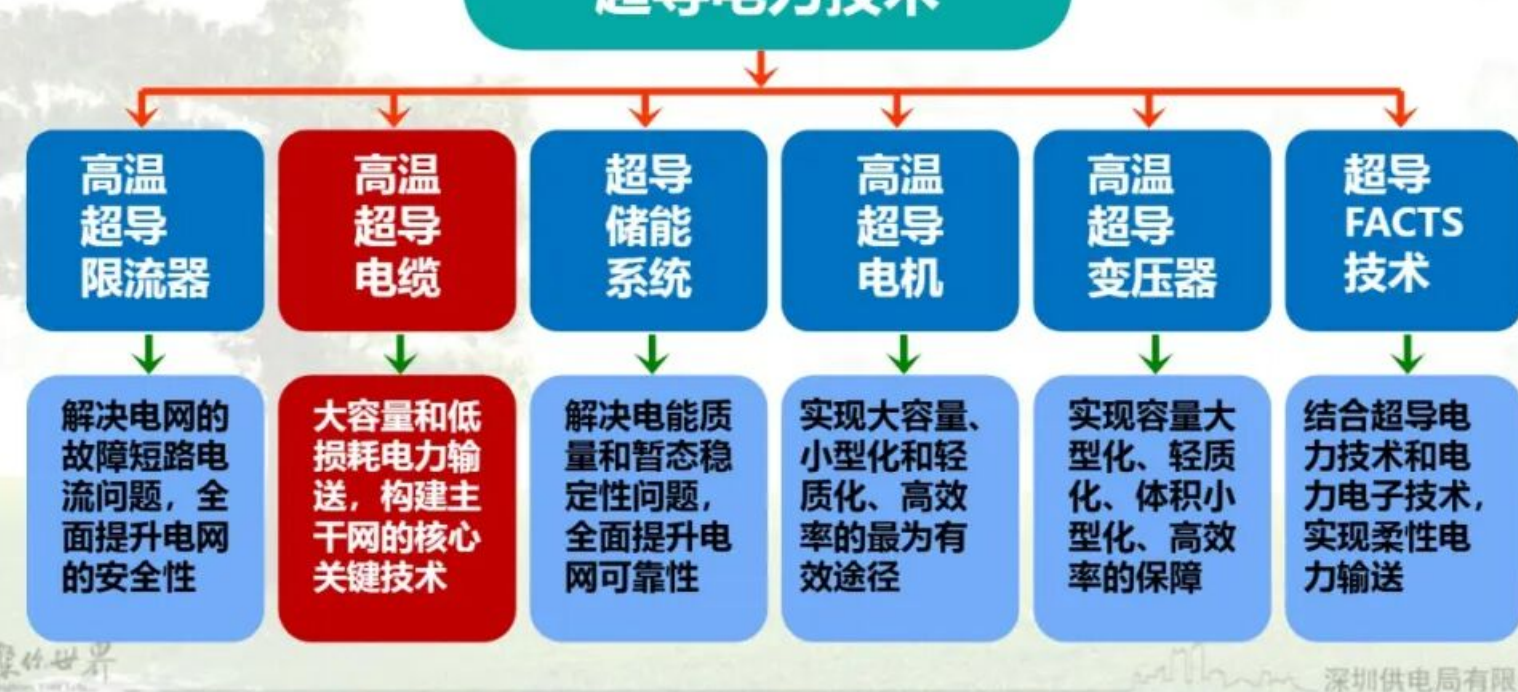 超导电力技术
高温
超导
限流器
高温
超导
电缆
超导
储能
系统
高温
超导
电机
高温
超导
变压器
超导
FACTS
技术
解决电网的
故障短路电
流问题，全
面提升电网
的安全性
大容量和低
损耗电力输
送，构建主
干网的核心
关键技术
解决电能质
量和暂态稳
定性问题，
全面提升电
网可靠性
实现大容量、
小型化和轻
质化、高效
率的最为有
效途径
实现容量大
型化、轻质
化、体积小
型化、高效
率的保障
结合超导电
力技术和电
力电子技术，
实现柔性电
力输送
世界
深圳供电局有限